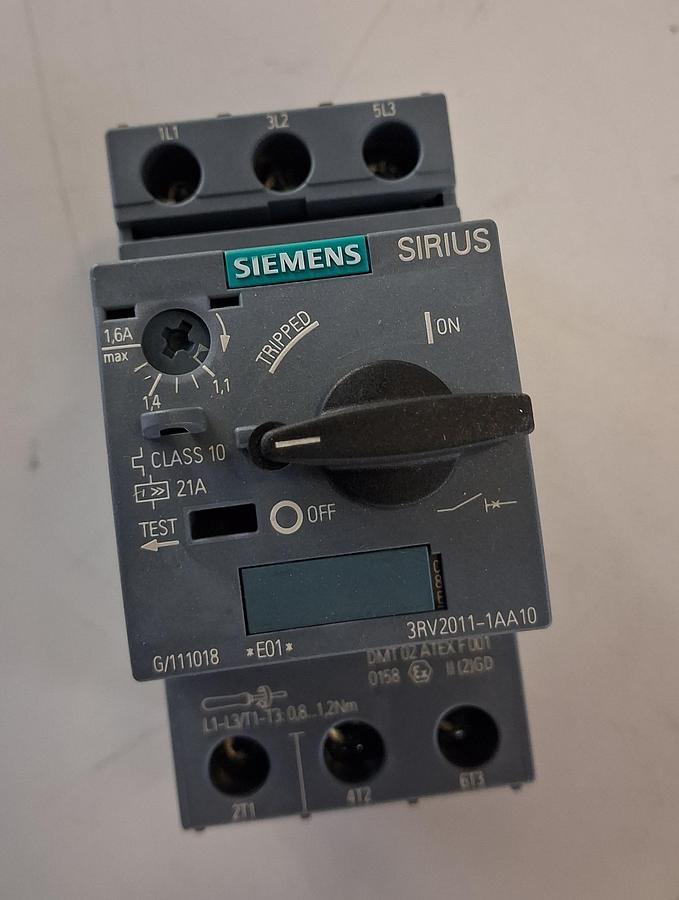 1L1 3L2 5L3
SIEMENS SIRIUS
1,6A
max
1,4
1,1
TRIPPED
ON
CLASS 10
21A
TEST
OFF
3RV2011-1AA10
G/111018 *E01*
DMT 02 ATEX F 001
0158 Ex II (2) GD
L1-L3/T1-T3: 0,8...1,2Nm
2T1 4T2 6T3